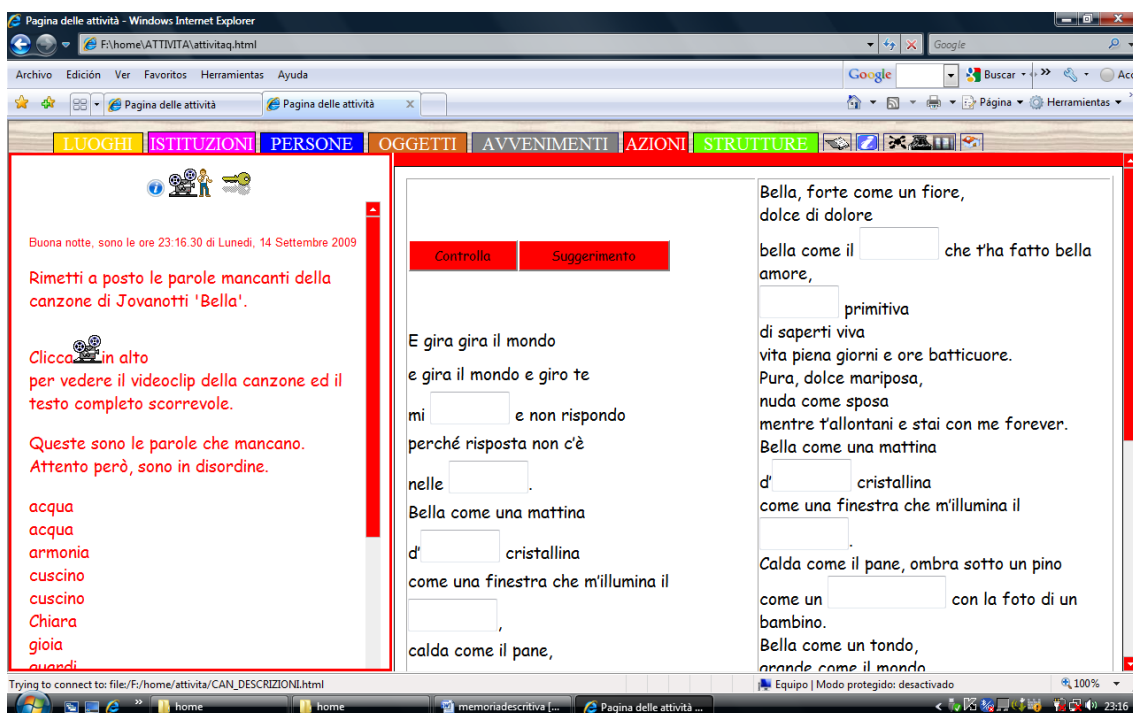 Pagina delle attività - Windows Internet Explorer
F:\home\ATTIVITA\attivitaq.html
Google
Archivo Edición Ver Favoritos Herramientas Ayuda
Google Buscar
Pagina delle attività
Pagina delle attività
Página Herramientas
LUOGHI ISTITUZIONI PERSONE OGGETTI AVVENIMENTI AZIONI STRUTTURE
Buona notte, sono le ore 23:16.30 di Lunedi, 14 Settembre 2009
Rimetti a posto le parole mancanti della
canzone di Jovanotti 'Bella'.
Clicca in alto
per vedere il videoclip della canzone ed il
testo completo scorrevole.
Queste sono le parole che mancano.
Attento però, sono in disordine.
acqua
acqua
armonia
cuscino
cuscino
Chiara
gioia
guardi
Controlla Suggerimento
E gira gira il mondo
e gira il mondo e giro te
mi e non rispondo
perché risposta non c'è
nelle .
Bella come una mattina
d' cristallina
come una finestra che m'illumina il
,
calda come il pane,
Bella, forte come un fiore,
dolce di dolore
bella come il che t'ha fatto bella
amore,
primitiva
di saperti viva
vita piena giorni e ore batticuore.
Pura, dolce mariposa,
nuda come sposa
mentre t'allontani e stai con me forever.
Bella come una mattina
d' cristallina
come una finestra che m'illumina il
.
Calda come il pane, ombra sotto un pino
come un con la foto di un
bambino.
Bella come un tondo,
grande come il mondo
Trying to connect to: file:/F:/home/attivita/CAN_DESCRIZIONI.html
Equipo | Modo protegido: desactivado
100%
home
home
memoriadescritiva [...
Pagina delle attività ...
23:16